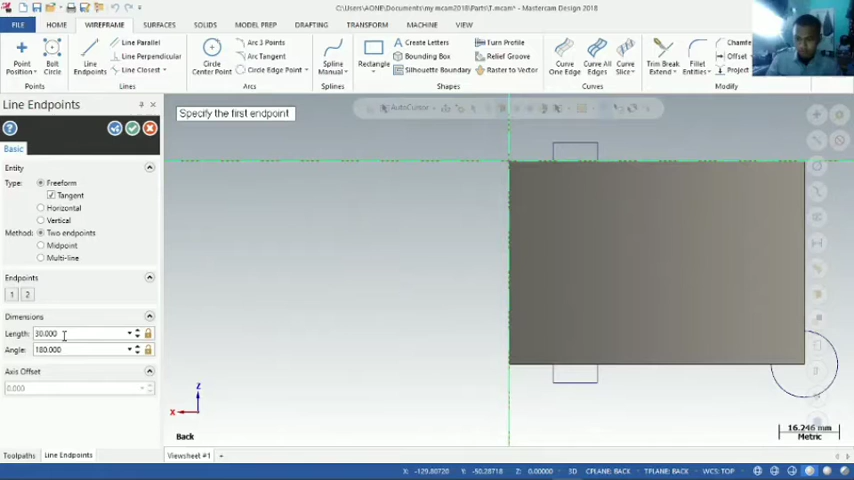 C:\Users\AONE\Documents\my mcam2018\Part\T.mcam* - Mastercam Design 2018
FILE HOME WIREFRAME SURFACES SOLIDS MODEL PREP DRAFTING TRANSFORM MACHINE VIEW
Point Position
Bolt Circle
Points
Line Endpoints
Line Parallel
Line Perpendicular
Line Closest
Lines
Circle Center Point
Arc 3 Points
Arc Tangent
Circle Edge Point
Arcs
Spline Manual
Splines
Rectangle
Create Letters
Bounding Box
Silhouette Boundary
Turn Profile
Relief Groove
Raster to Vector
Shapes
Curve One Edge
Curve All Edges
Curve Slice
Curves
Trim Break Extend
Fillet Entities
Chamfe
Offset
Project
Modify
Line Endpoints
Basic
Entity
Type: Freeform
Tangent
Horizontal
Vertical
Method: Two endpoints
Midpoint
Multi-line
Endpoints
1 2
Dimensions
Length: 30.000
Angle: 180.000
Axis Offset
0.000
Toolpaths Line Endpoints
Specify the first endpoint
AutoCursor
Z
X
Back
16.246 mm
Metric
Viewsheet #1 +
X: -129.80720 Y: -50.28718 Z: 0.00000 3D CPLANE: BACK TPLANE: BACK WCS: TOP